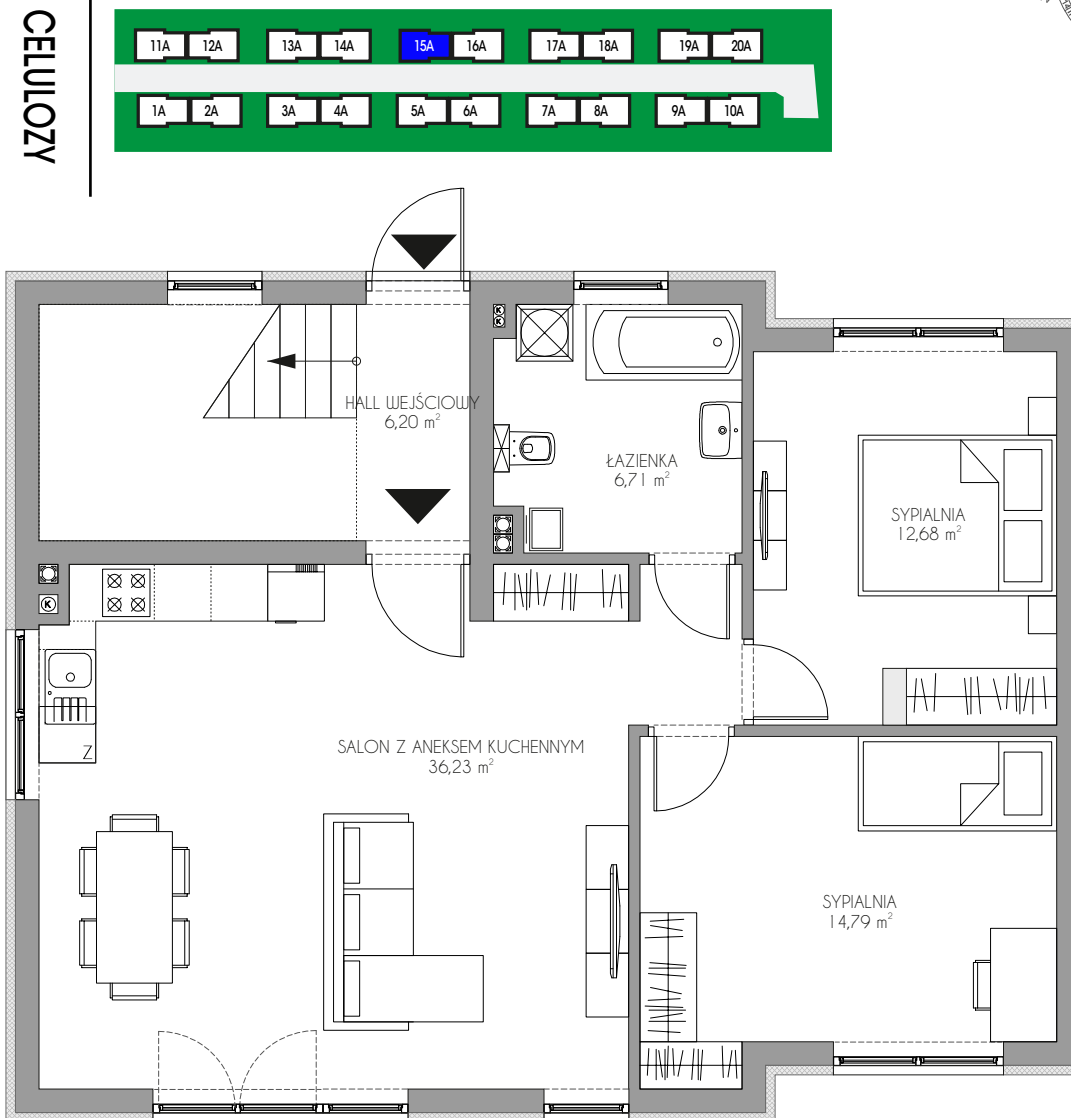 CELULOZY
11A 12A 13A 14A 15A 16A 17A 18A 19A 20A
1A 2A 3A 4A 5A 6A 7A 8A 9A 10A
HALL WEJŚCIOWY
6,20 m²
ŁAZIENKA
6,71 m²
SYPIALNIA
12,68 m²
K
K
K
Z
SALON Z ANEKSEM KUCHENNYM
36,23 m²
SYPIALNIA
14,79 m²